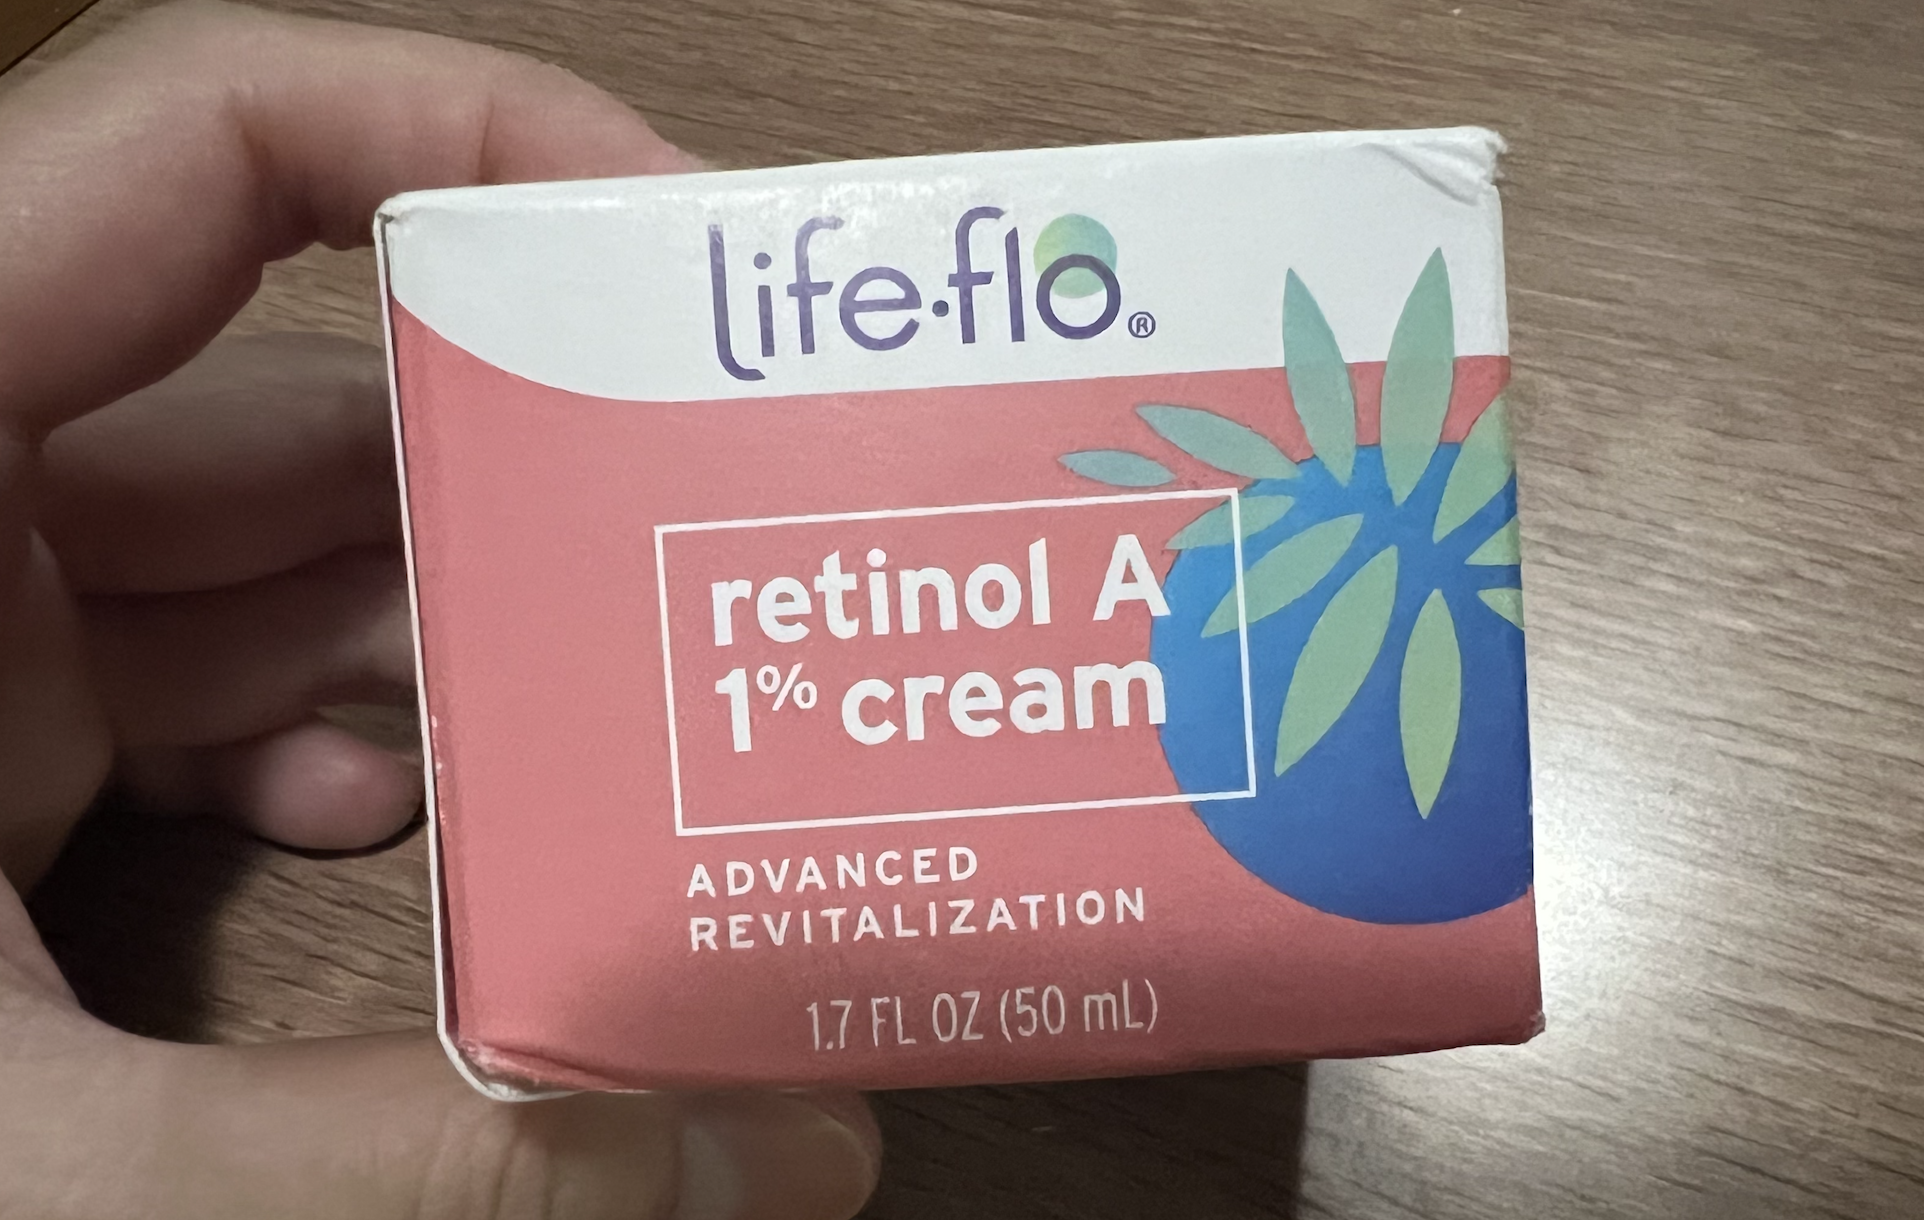 life·flo®
retinol A
1% cream
ADVANCED
REVITALIZATION
1.7 FL OZ (50 mL)